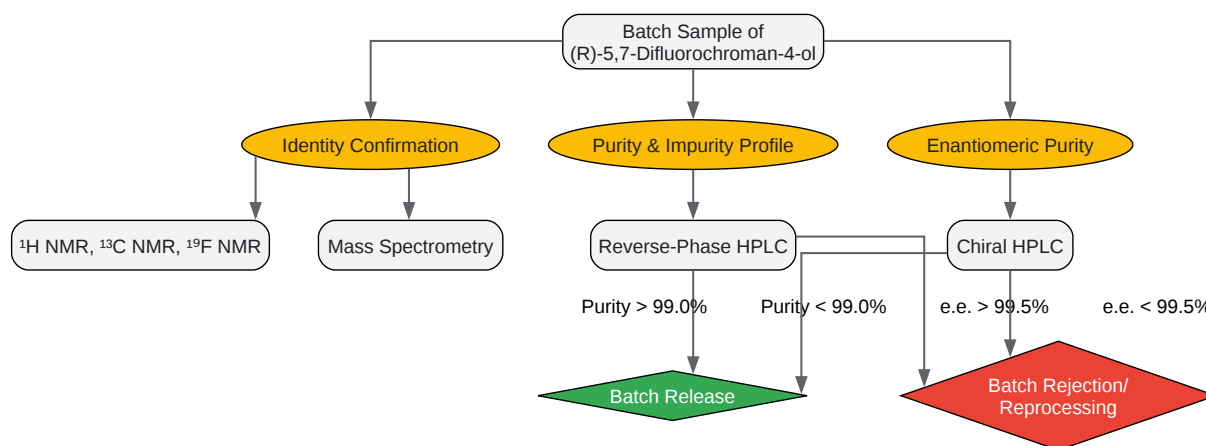 Batch Sample of
(R)-5,7-Difluorochroman-4-ol
Identity Confirmation
Purity & Impurity Profile
Enantiomeric Purity
¹H NMR, ¹³C NMR, ¹⁹F NMR
Mass Spectrometry
Reverse-Phase HPLC
Chiral HPLC
Purity > 99.0%
Purity < 99.0%
e.e. > 99.5%
e.e. < 99.5%
Batch Release
Batch Rejection/
Reprocessing